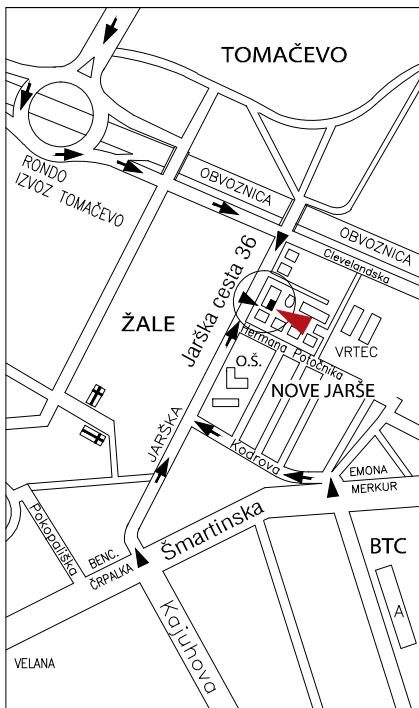 TOMAČEVO
RONDO
IZVOZ TOMAČEVO
OBVOZNICA
OBVOZNICA
Clevelandska
Jarška cesta 36
ŽALE
Hermana Potočnika
VRTEC
O.Š.
NOVE JARŠE
JARŠKA
Kodrova
EMONA
MERKUR
Šmartinska
Pokopališka
BENC.
ČRPALKA
BTC
A
Kajuhova
VELANA